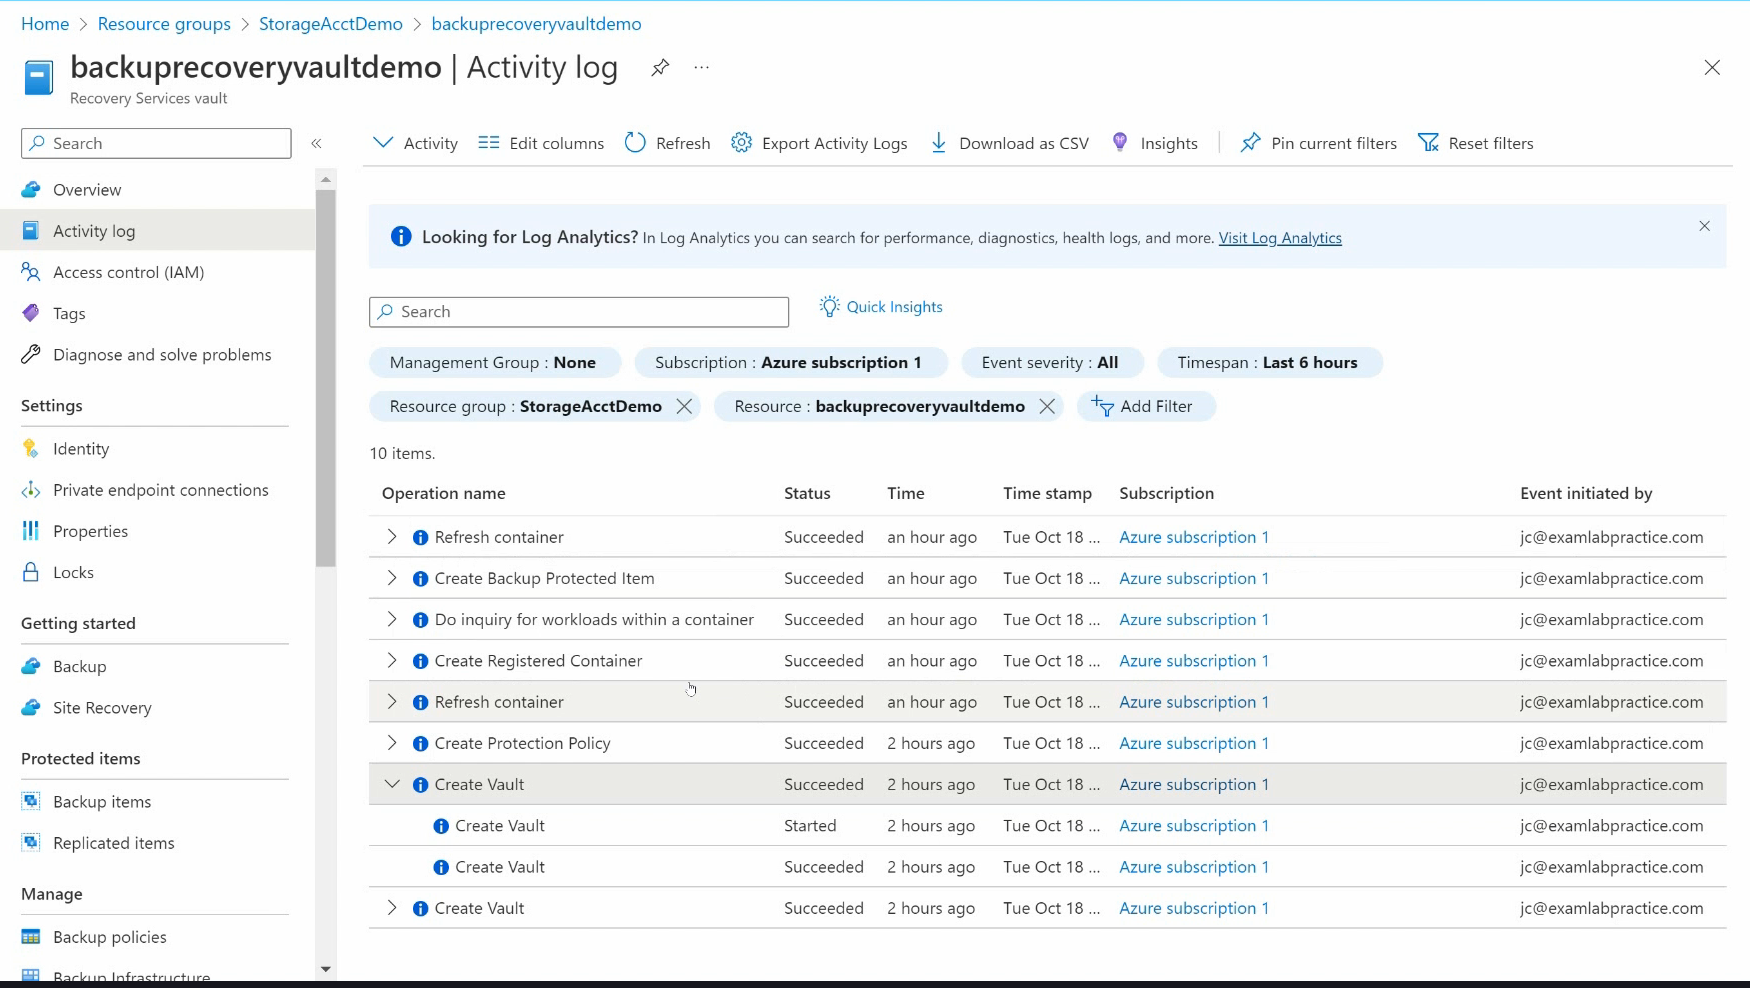 Home > Resource groups > StorageAcctDemo > backuprecoveryvaultdemo
backuprecoveryvaultdemo | Activity log ...
Recovery Services vault
Search «
Overview
Activity log
Access control (IAM)
Tags
Diagnose and solve problems
Settings
Identity
Private endpoint connections
Properties
Locks
Getting started
Backup
Site Recovery
Protected items
Backup items
Replicated items
Manage
Backup policies
Backup Infrastructure
Activity Edit columns Refresh Export Activity Logs Download as CSV Insights Pin current filters Reset filters
Looking for Log Analytics? In Log Analytics you can search for performance, diagnostics, health logs, and more. Visit Log Analytics
Search Quick Insights
Management Group : None Subscription : Azure subscription 1 Event severity : All Timespan : Last 6 hours
Resource group : StorageAcctDemo Resource : backuprecoveryvaultdemo Add Filter
10 items.
Operation name Status Time Time stamp Subscription Event initiated by
Refresh container Succeeded an hour ago Tue Oct 18 ... Azure subscription 1 jc@examlabpractice.com
Create Backup Protected Item Succeeded an hour ago Tue Oct 18 ... Azure subscription 1 jc@examlabpractice.com
Do inquiry for workloads within a container Succeeded an hour ago Tue Oct 18 ... Azure subscription 1 jc@examlabpractice.com
Create Registered Container Succeeded an hour ago Tue Oct 18 ... Azure subscription 1 jc@examlabpractice.com
Refresh container Succeeded an hour ago Tue Oct 18 ... Azure subscription 1 jc@examlabpractice.com
Create Protection Policy Succeeded 2 hours ago Tue Oct 18 ... Azure subscription 1 jc@examlabpractice.com
Create Vault Succeeded 2 hours ago Tue Oct 18 ... Azure subscription 1 jc@examlabpractice.com
Create Vault Started 2 hours ago Tue Oct 18 ... Azure subscription 1 jc@examlabpractice.com
Create Vault Succeeded 2 hours ago Tue Oct 18 ... Azure subscription 1 jc@examlabpractice.com
Create Vault Succeeded 2 hours ago Tue Oct 18 ... Azure subscription 1 jc@examlabpractice.com